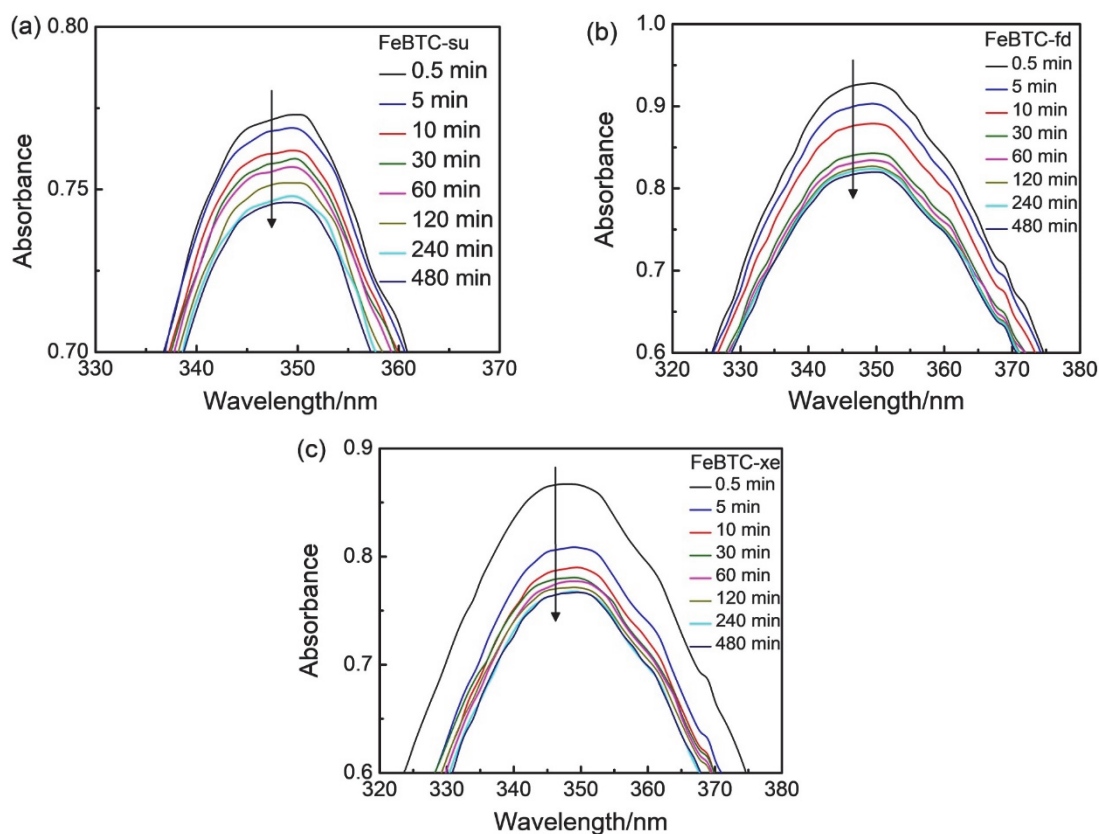 (a)
0.80
0.75
0.70
Absorbance
330 340 350 360 370
Wavelength/nm
FeBTC-su
0.5 min
5 min
10 min
30 min
60 min
120 min
240 min
480 min
(b)
1.0
0.9
0.8
0.7
0.6
Absorbance
320 330 340 350 360 370 380
Wavelength/nm
FeBTC-fd
0.5 min
5 min
10 min
30 min
60 min
120 min
240 min
480 min
(c)
0.9
0.8
0.7
0.6
Absorbance
320 330 340 350 360 370 380
Wavelength/nm
FeBTC-xe
0.5 min
5 min
10 min
30 min
60 min
120 min
240 min
480 min